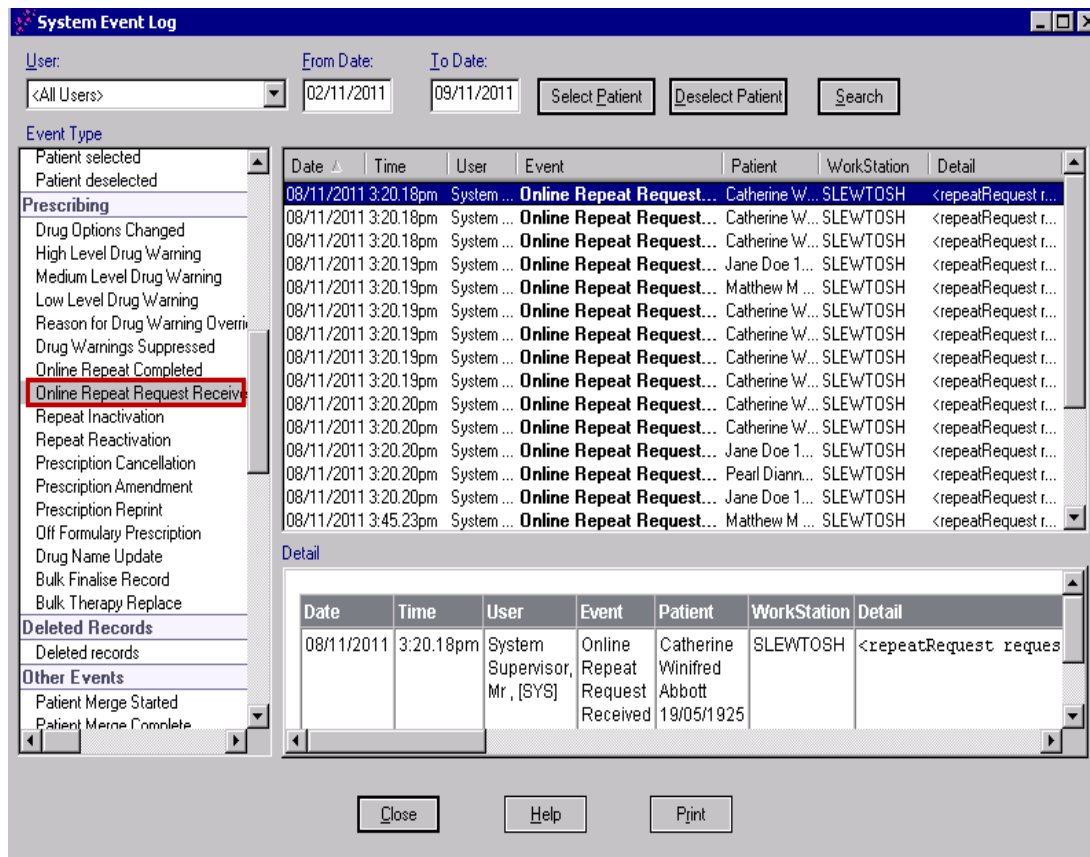 System Event Log
User: From Date: To Date:
<All Users> 02/11/2011 09/11/2011 Select Patient Deselect Patient Search
Event Type
Patient selected
Patient deselected
Prescribing
Drug Options Changed
High Level Drug Warning
Medium Level Drug Warning
Low Level Drug Warning
Reason for Drug Warning Overri
Drug Warnings Suppressed
Online Repeat Completed
Online Repeat Request Receive
Repeat Inactivation
Repeat Reactivation
Prescription Cancellation
Prescription Amendment
Prescription Reprint
Off Formulary Prescription
Drug Name Update
Bulk Finalise Record
Bulk Therapy Replace
Deleted Records
Deleted records
Other Events
Patient Merge Started
Patient Merge Complete
Date Time User Event Patient WorkStation Detail
08/11/2011 3:20.18pm System ... Online Repeat Request... Catherine W... SLEWTOSH <repeatRequest r...
08/11/2011 3:20.18pm System ... Online Repeat Request... Catherine W... SLEWTOSH <repeatRequest r...
08/11/2011 3:20.18pm System ... Online Repeat Request... Catherine W... SLEWTOSH <repeatRequest r...
08/11/2011 3:20.19pm System ... Online Repeat Request... Jane Doe 1... SLEWTOSH <repeatRequest r...
08/11/2011 3:20.19pm System ... Online Repeat Request... Matthew M ... SLEWTOSH <repeatRequest r...
08/11/2011 3:20.19pm System ... Online Repeat Request... Catherine W... SLEWTOSH <repeatRequest r...
08/11/2011 3:20.19pm System ... Online Repeat Request... Catherine W... SLEWTOSH <repeatRequest r...
08/11/2011 3:20.19pm System ... Online Repeat Request... Catherine W... SLEWTOSH <repeatRequest r...
08/11/2011 3:20.19pm System ... Online Repeat Request... Catherine W... SLEWTOSH <repeatRequest r...
08/11/2011 3:20.20pm System ... Online Repeat Request... Catherine W... SLEWTOSH <repeatRequest r...
08/11/2011 3:20.20pm System ... Online Repeat Request... Catherine W... SLEWTOSH <repeatRequest r...
08/11/2011 3:20.20pm System ... Online Repeat Request... Jane Doe 1... SLEWTOSH <repeatRequest r...
08/11/2011 3:20.20pm System ... Online Repeat Request... Pearl Diann... SLEWTOSH <repeatRequest r...
08/11/2011 3:20.20pm System ... Online Repeat Request... Jane Doe 1... SLEWTOSH <repeatRequest r...
08/11/2011 3:45.23pm System ... Online Repeat Request... Matthew M ... SLEWTOSH <repeatRequest r...
Detail
Date Time User Event Patient WorkStation Detail
08/11/2011 3:20.18pm System Online Catherine SLEWTOSH <repeatRequest reques
Supervisor, Repeat Winifred
Mr , [SYS] Request Abbott
Received 19/05/1925
Close Help Print